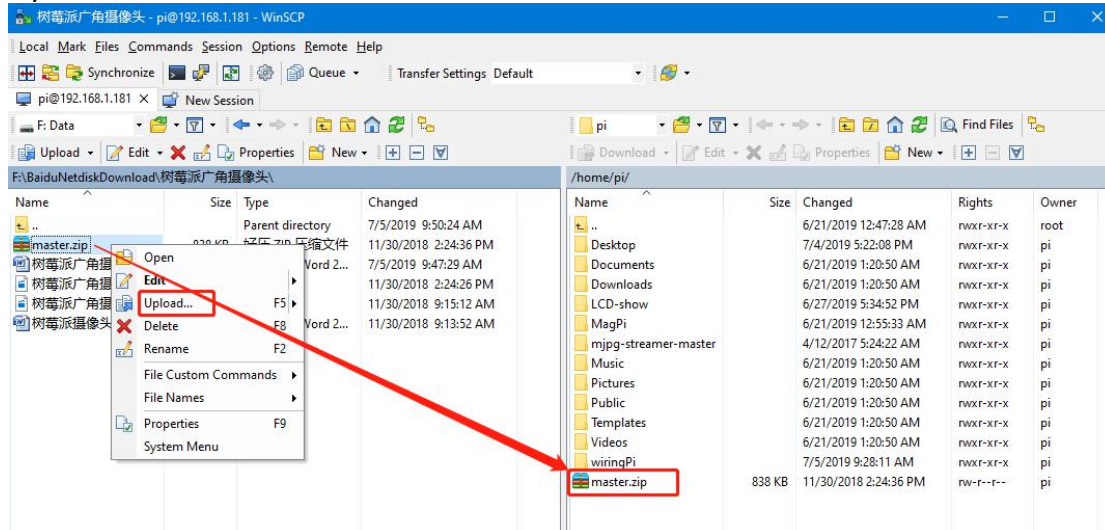 树莓派广角摄像头 - pi@192.168.1.181 - WinSCP
Local Mark Files Commands Session Options Remote Help
Synchronize Queue Transfer Settings Default
pi@192.168.1.181 New Session
F: Data pi Find Files
Upload Edit Properties New Download Edit Properties New
F:\BaiduNetdiskDownload\树莓派广角摄像头\ /home/pi/
Name Size Type Changed Name Size Changed Rights Owner
.. Parent directory 7/5/2019 9:50:24 AM .. 6/21/2019 12:47:28 AM rwxr-xr-x root
master.zip 838 KB 好压 ZIP 压缩文件 11/30/2018 2:24:36 PM Desktop 7/4/2019 5:22:08 PM rwxr-xr-x pi
树莓派广角摄 Open Word 2... 7/5/2019 9:47:29 AM Documents 6/21/2019 1:20:50 AM rwxr-xr-x pi
树莓派广角摄 Edit 11/30/2018 2:24:26 PM Downloads 6/21/2019 1:20:50 AM rwxr-xr-x pi
树莓派广角摄 Upload... F5 11/30/2018 9:15:12 AM LCD-show 6/27/2019 5:34:52 PM rwxr-xr-x pi
树莓派摄像头 Delete F8 Word 2... 11/30/2018 9:13:52 AM MagPi 6/21/2019 12:55:33 AM rwxr-xr-x pi
Rename F2 mjpg-streamer-master 4/12/2017 5:24:22 AM rwxr-xr-x pi
File Custom Commands Music 6/21/2019 1:20:50 AM rwxr-xr-x pi
File Names Pictures 6/21/2019 1:20:50 AM rwxr-xr-x pi
Public 6/21/2019 1:20:50 AM rwxr-xr-x pi
Properties F9 Templates 6/21/2019 1:20:50 AM rwxr-xr-x pi
System Menu Videos 6/21/2019 1:20:50 AM rwxr-xr-x pi
wiringPi 7/5/2019 9:28:11 AM rwxr-xr-x pi
master.zip 838 KB 11/30/2018 2:24:36 PM rw-r--r-- pi